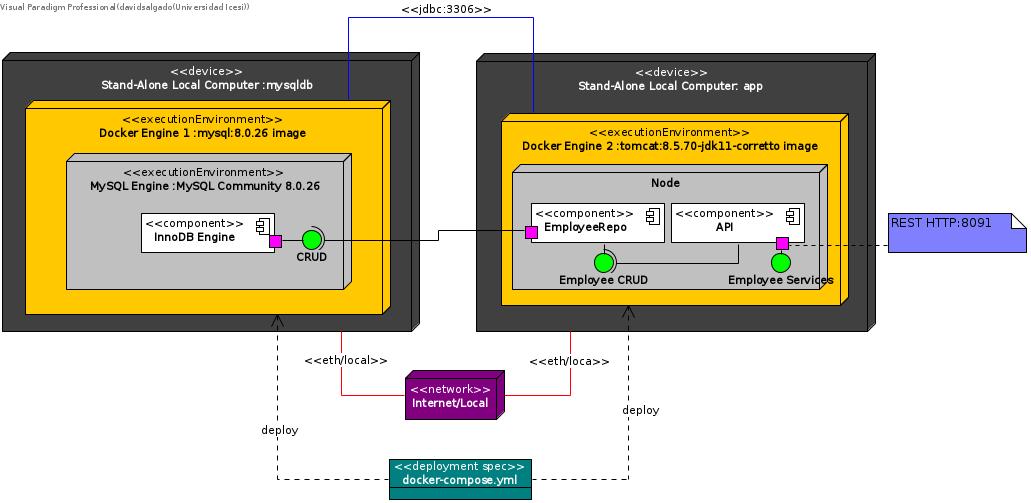 Visual Paradigm Professional(davidsalgado(Universidad Icesi))
<<jdbc:3306>>
<<device>>
Stand-Alone Local Computer :mysqldb
<<executionEnvironment>>
Docker Engine 1 :mysql:8.0.26 image
<<executionEnvironment>>
MySQL Engine :MySQL Community 8.0.26
<<component>>
InnoDB Engine
CRUD
<<device>>
Stand-Alone Local Computer: app
<<executionEnvironment>>
Docker Engine 2 :tomcat:8.5.70-jdk11-corretto image
Node
<<component>>
EmployeeRepo
<<component>>
API
Employee CRUD
Employee Services
REST HTTP:8091
<<eth/local>>
<<eth/loca>>
<<network>>
Internet/Local
deploy
deploy
<<deployment spec>>
docker-compose.yml